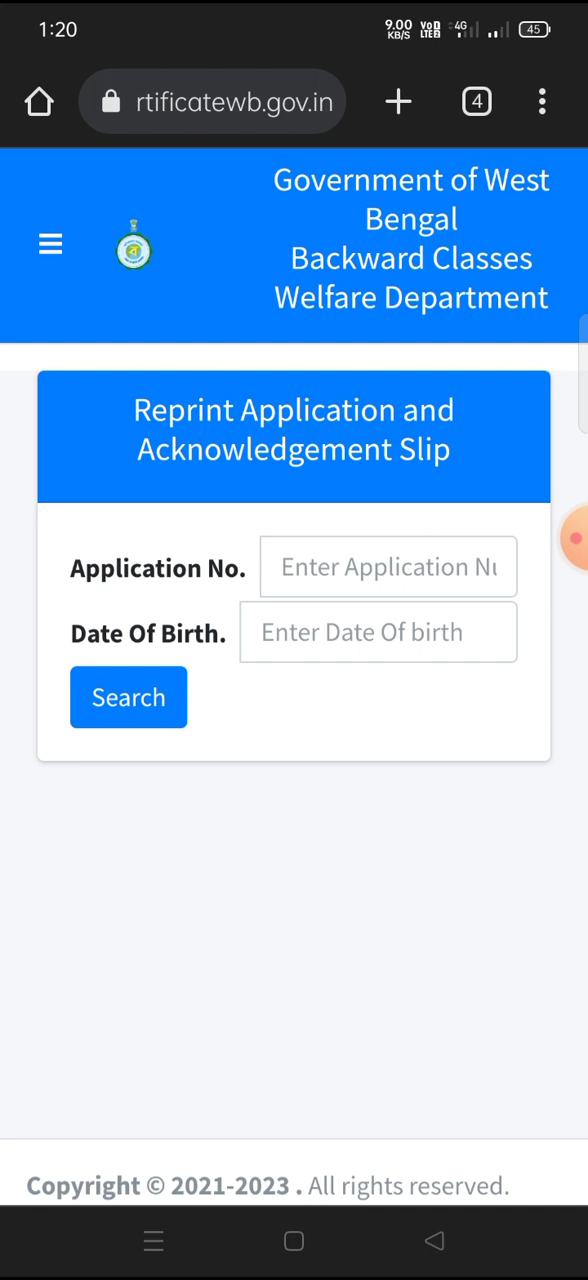 1:20
9.00
KB/S
VoD
LTE2
4G
45
rtificatewb.gov.in
4
Government of West
Bengal
Backward Classes
Welfare Department
Reprint Application and
Acknowledgement Slip
Application No.
Enter Application Nu
Date Of Birth.
Enter Date Of birth
Search
Copyright © 2021-2023 . All rights reserved.